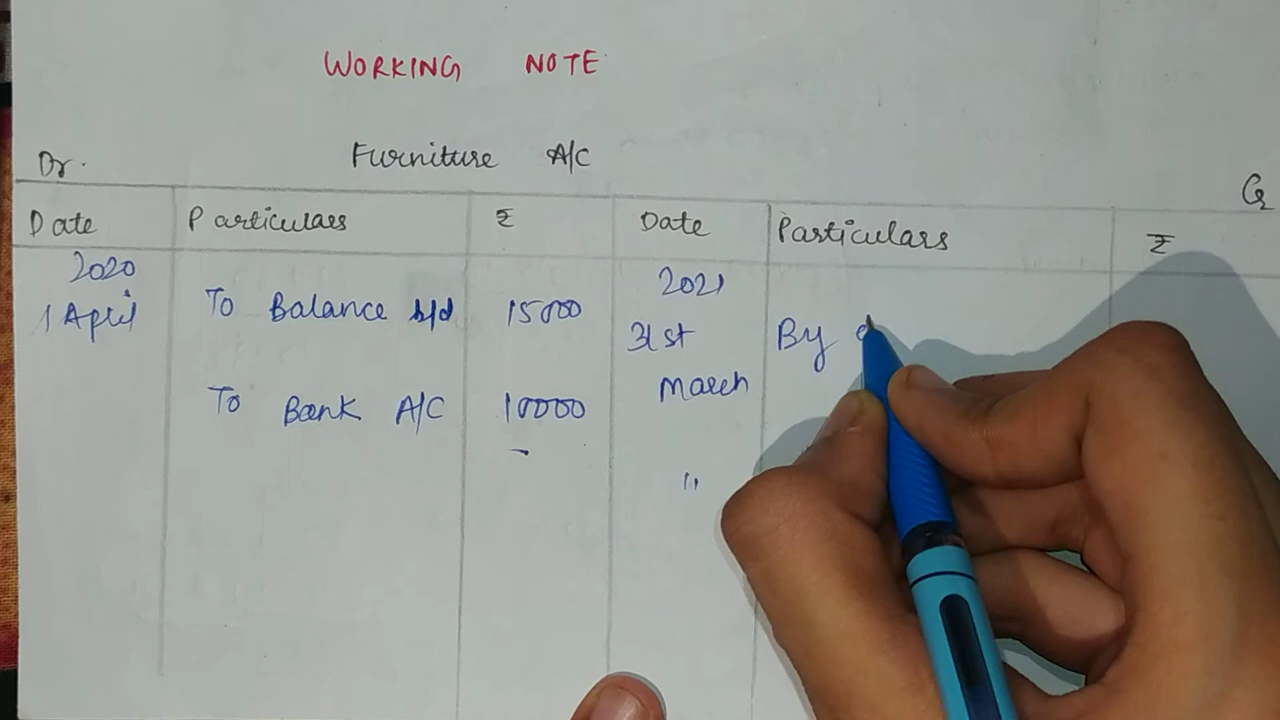 WORKING NOTE
Dr. Furniture A/C Cr
Date Particulars ₹ Date Particulars ₹
2020 2021
1 April To Balance b/d 15000 31st By
March
To Bank A/C 10000
"